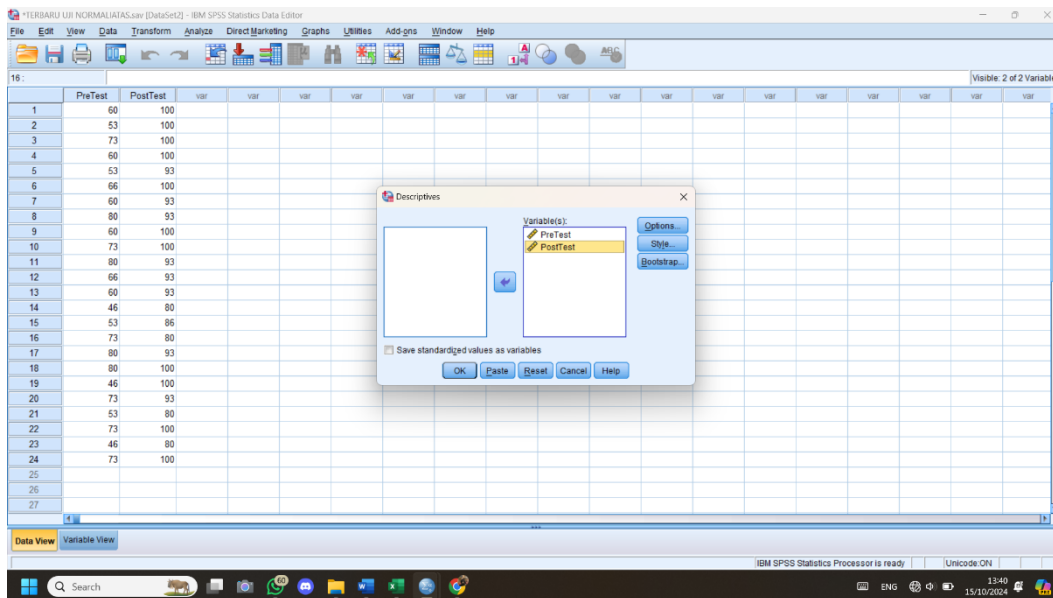 *TERBARU UJI NORMALIATAS.sav [DataSet2] - IBM SPSS Statistics Data Editor
File Edit View Data Transform Analyze Direct Marketing Graphs Utilities Add-ons Window Help
16 :
Visible: 2 of 2 Variable
PreTest PostTest var var var var var var var var var var var var var var var var var
1 60 100
2 53 100
3 73 100
4 60 100
5 53 93
6 66 100
7 60 93
8 80 93
9 60 100
10 73 100
11 80 93
12 66 93
13 60 93
14 46 80
15 53 86
16 73 80
17 80 93
18 80 100
19 46 100
20 73 93
21 53 80
22 73 100
23 46 80
24 73 100
25
26
27
Descriptives
Variable(s):
PreTest
PostTest
Options...
Style...
Bootstrap...
Save standardized values as variables
OK Paste Reset Cancel Help
Data View Variable View
IBM SPSS Statistics Processor is ready Unicode:ON
Search
60
ENG
13:40
15/10/2024